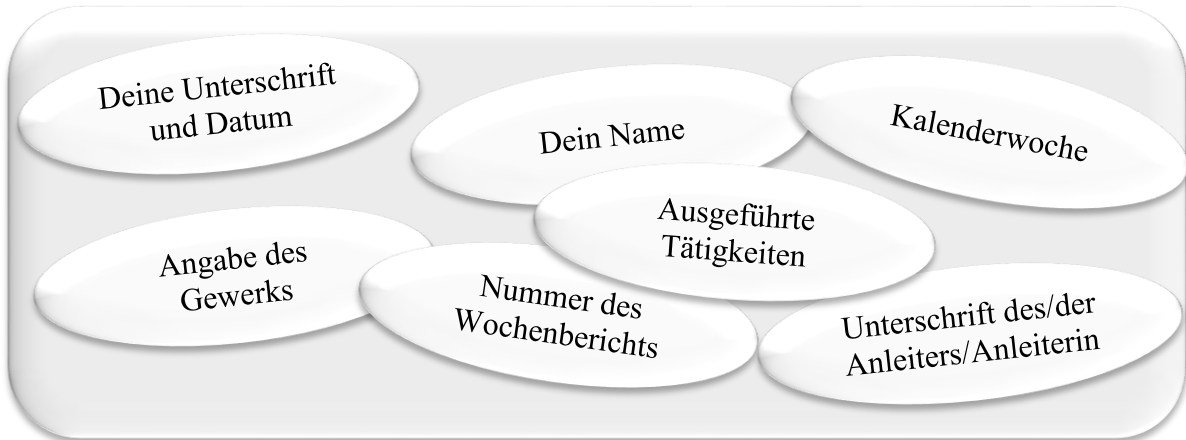 Deine Unterschrift
und Datum
Dein Name
Kalenderwoche
Ausgeführte
Tätigkeiten
Angabe des
Gewerks
Nummer des
Wochenberichts
Unterschrift des/der
Anleiters/Anleiterin